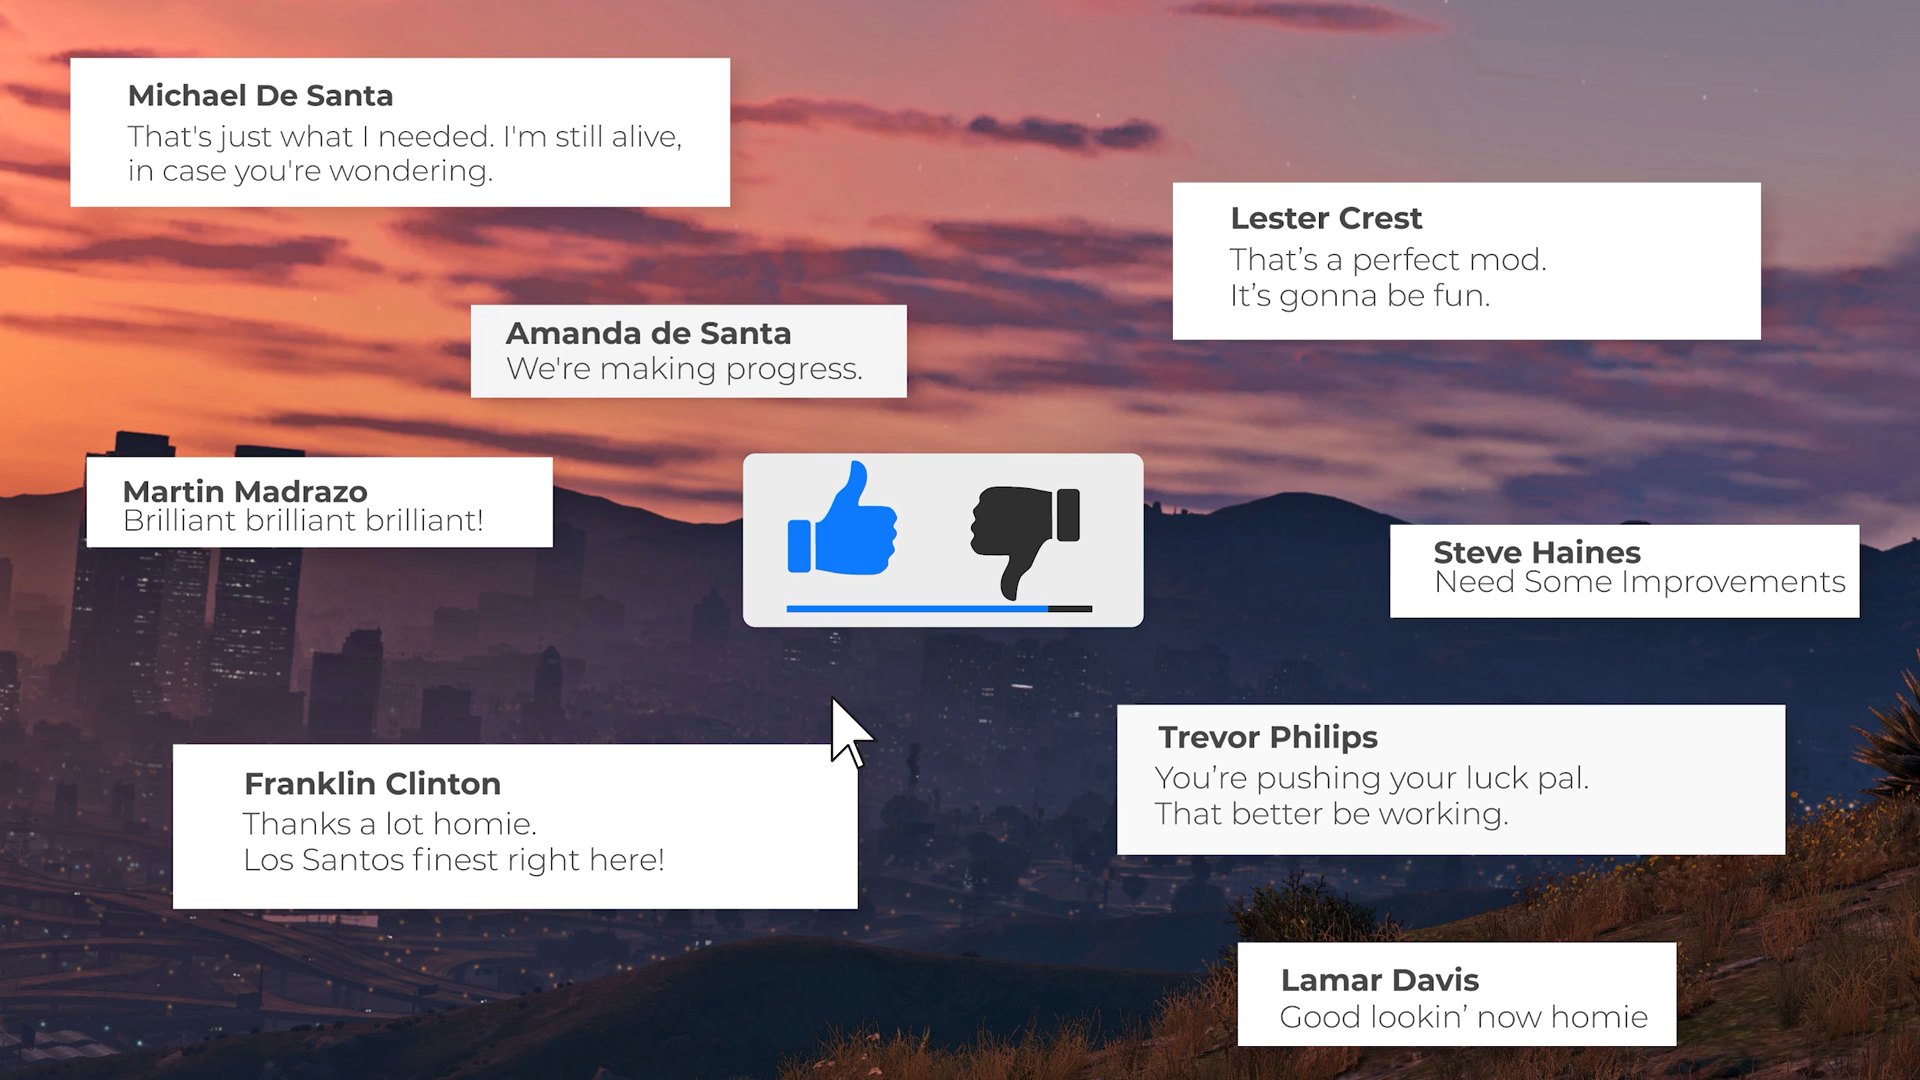 Michael De Santa
That's just what I needed. I'm still alive,
in case you're wondering.
Lester Crest
That’s a perfect mod.
It’s gonna be fun.
Amanda de Santa
We're making progress.
Martin Madrazo
Brilliant brilliant brilliant!
Steve Haines
Need Some Improvements
Trevor Philips
You’re pushing your luck pal.
That better be working.
Franklin Clinton
Thanks a lot homie.
Los Santos finest right here!
Lamar Davis
Good lookin’ now homie